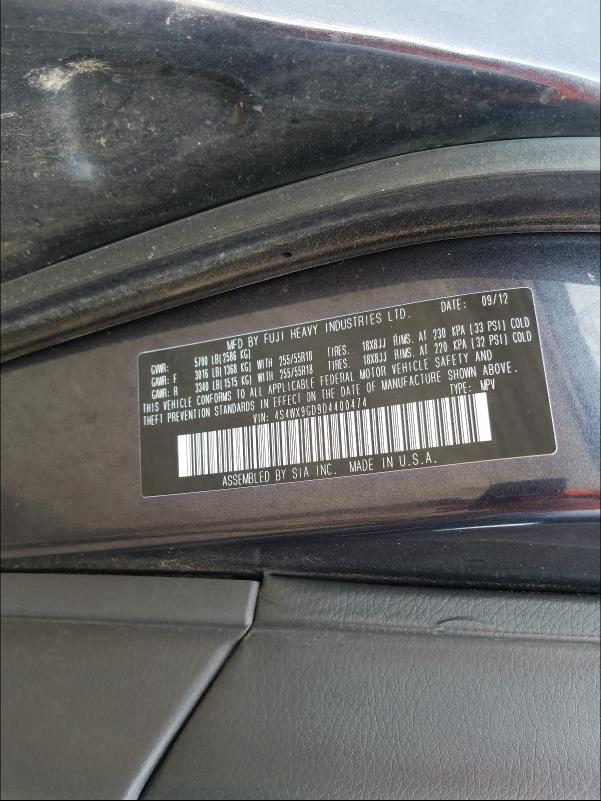 MFD BY FUJI HEAVY INDUSTRIES LTD. DATE: 09/12
GVWR: 5700 LB(2586 KG)
GAWR: F 3016 LB(1368 KG)WITH 255/55R18 TIRES. 18X8JJ RIMS. AT 230 KPA (33 PSI) COLD
GAWR: R 3340 LB(1515 KG)WITH 255/55R18 TIRES. 18X8JJ RIMS. AT 220 KPA (32 PSI) COLD
THIS VEHICLE CONFORMS TO ALL APPLICABLE FEDERAL MOTOR VEHICLE SAFETY AND
THEFT PREVENTION STANDARDS IN EFFECT ON THE DATE OF MANUFACTURE SHOWN ABOVE.
VIN: 4S4WX9GD9D4400474 TYPE: MPV
ASSEMBLED BY SIA INC. MADE IN U.S.A.